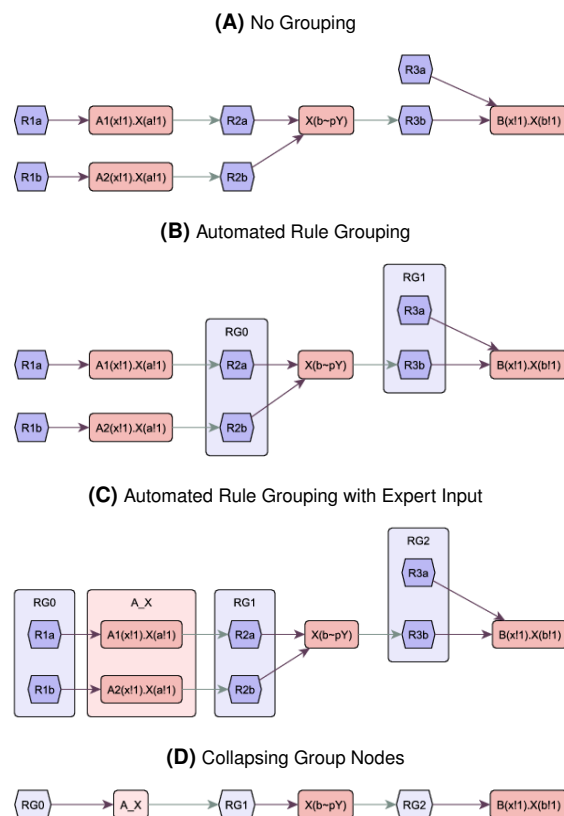 (A) No Grouping
R3a
R1a A1(x!1).X(a!1) R2a X(b~pY) R3b B(x!1).X(b!1)
R1b A2(x!1).X(a!1) R2b
(B) Automated Rule Grouping
RG1
R3a
RG0
R1a A1(x!1).X(a!1) R2a X(b~pY) R3b B(x!1).X(b!1)
R1b A2(x!1).X(a!1) R2b
(C) Automated Rule Grouping with Expert Input
RG2
R3a
RG0 A_X RG1
R1a A1(x!1).X(a!1) R2a X(b~pY) R3b B(x!1).X(b!1)
R1b A2(x!1).X(a!1) R2b
(D) Collapsing Group Nodes
RG0 A_X RG1 X(b~pY) RG2 B(x!1).X(b!1)